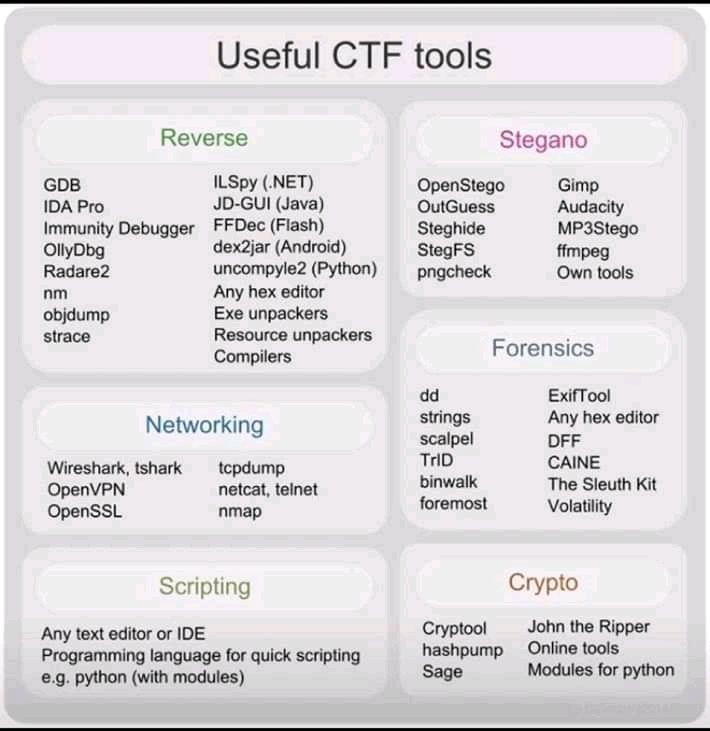 Useful CTF tools
Reverse
GDB
IDA Pro
Immunity Debugger
OllyDbg
Radare2
nm
objdump
strace
ILSpy (.NET)
JD-GUI (Java)
FFDec (Flash)
dex2jar (Android)
uncompyle2 (Python)
Any hex editor
Exe unpackers
Resource unpackers
Compilers
Stegano
OpenStego
OutGuess
Steghide
StegFS
pngcheck
Gimp
Audacity
MP3Stego
ffmpeg
Own tools
Networking
Wireshark, tshark
OpenVPN
OpenSSL
tcpdump
netcat, telnet
nmap
Forensics
dd
strings
scalpel
TrID
binwalk
foremost
ExifTool
Any hex editor
DFF
CAINE
The Sleuth Kit
Volatility
Scripting
Any text editor or IDE
Programming language for quick scripting
e.g. python (with modules)
Crypto
Cryptool
hashpump
Sage
John the Ripper
Online tools
Modules for python